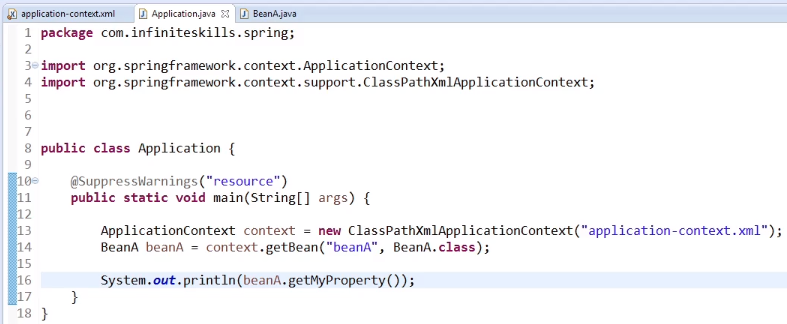 application-context.xml Application.java BeanA.java
1 package com.infiniteskills.spring;
2
3 import org.springframework.context.ApplicationContext;
4 import org.springframework.context.support.ClassPathXmlApplicationContext;
5
6
7
8 public class Application {
9
10 @SuppressWarnings("resource")
11 public static void main(String[] args) {
12
13 ApplicationContext context = new ClassPathXmlApplicationContext("application-context.xml");
14 BeanA beanA = context.getBean("beanA", BeanA.class);
15
16 System.out.println(beanA.getMyProperty());
17 }
18 }